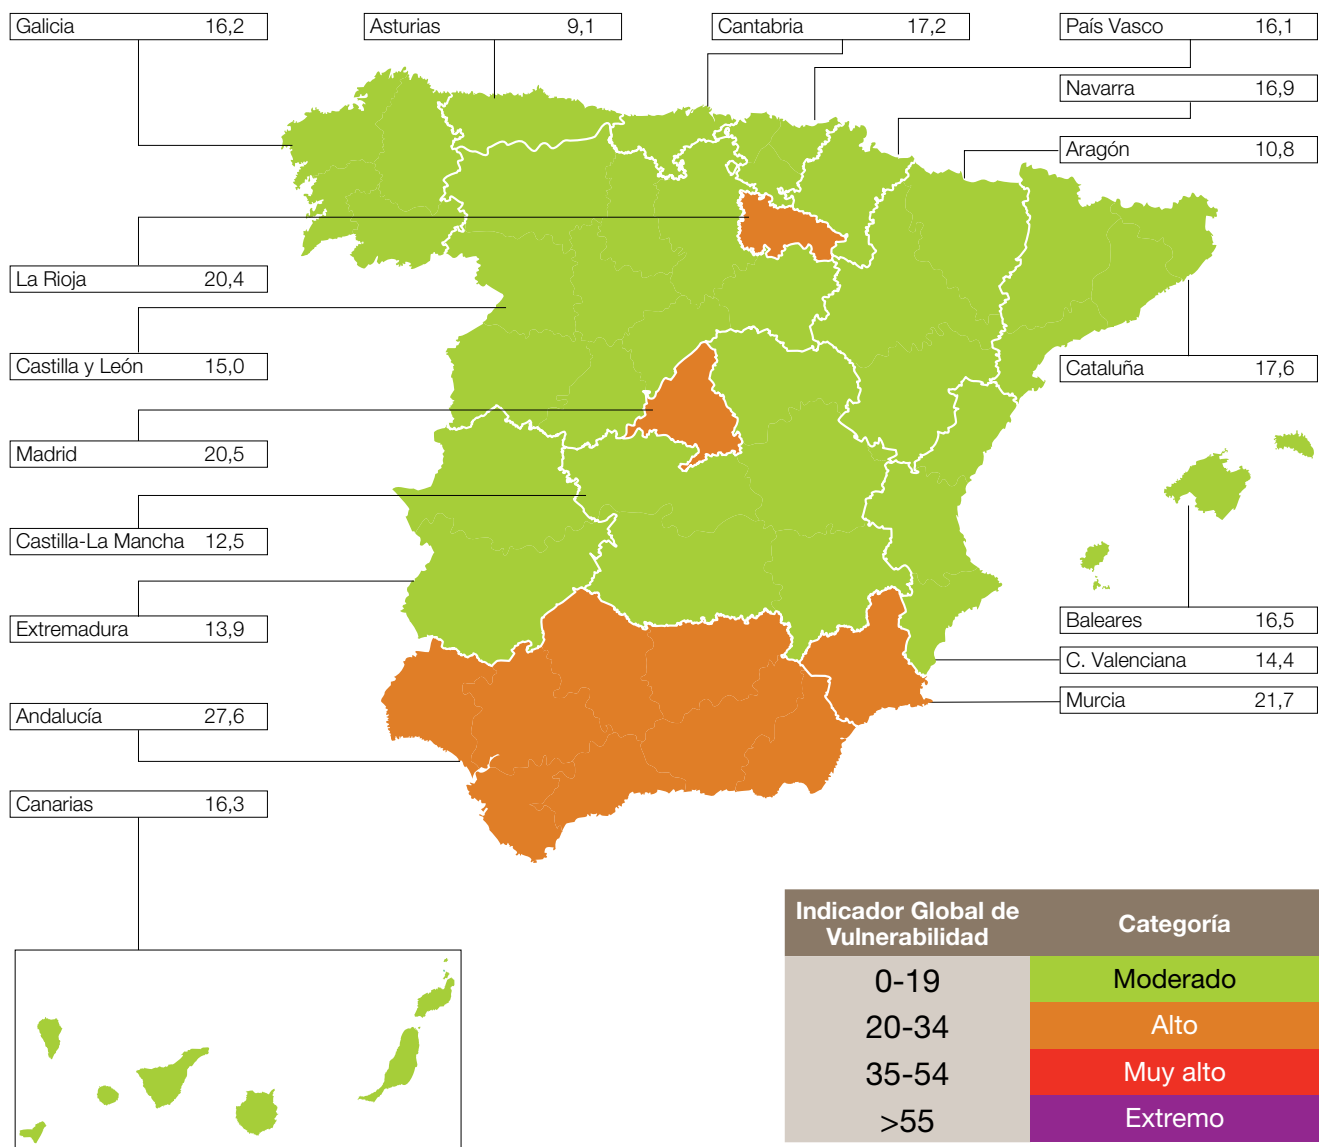 Galicia 16,2
Asturias 9,1
Cantabria 17,2
País Vasco 16,1
Navarra 16,9
Aragón 10,8
La Rioja 20,4
Castilla y León 15,0
Cataluña 17,6
Madrid 20,5
Castilla-La Mancha 12,5
Extremadura 13,9
Baleares 16,5
C. Valenciana 14,4
Murcia 21,7
Andalucía 27,6
Canarias 16,3
Indicador Global de
Vulnerabilidad
Categoría
0-19 Moderado
20-34 Alto
35-54 Muy alto
>55 Extremo